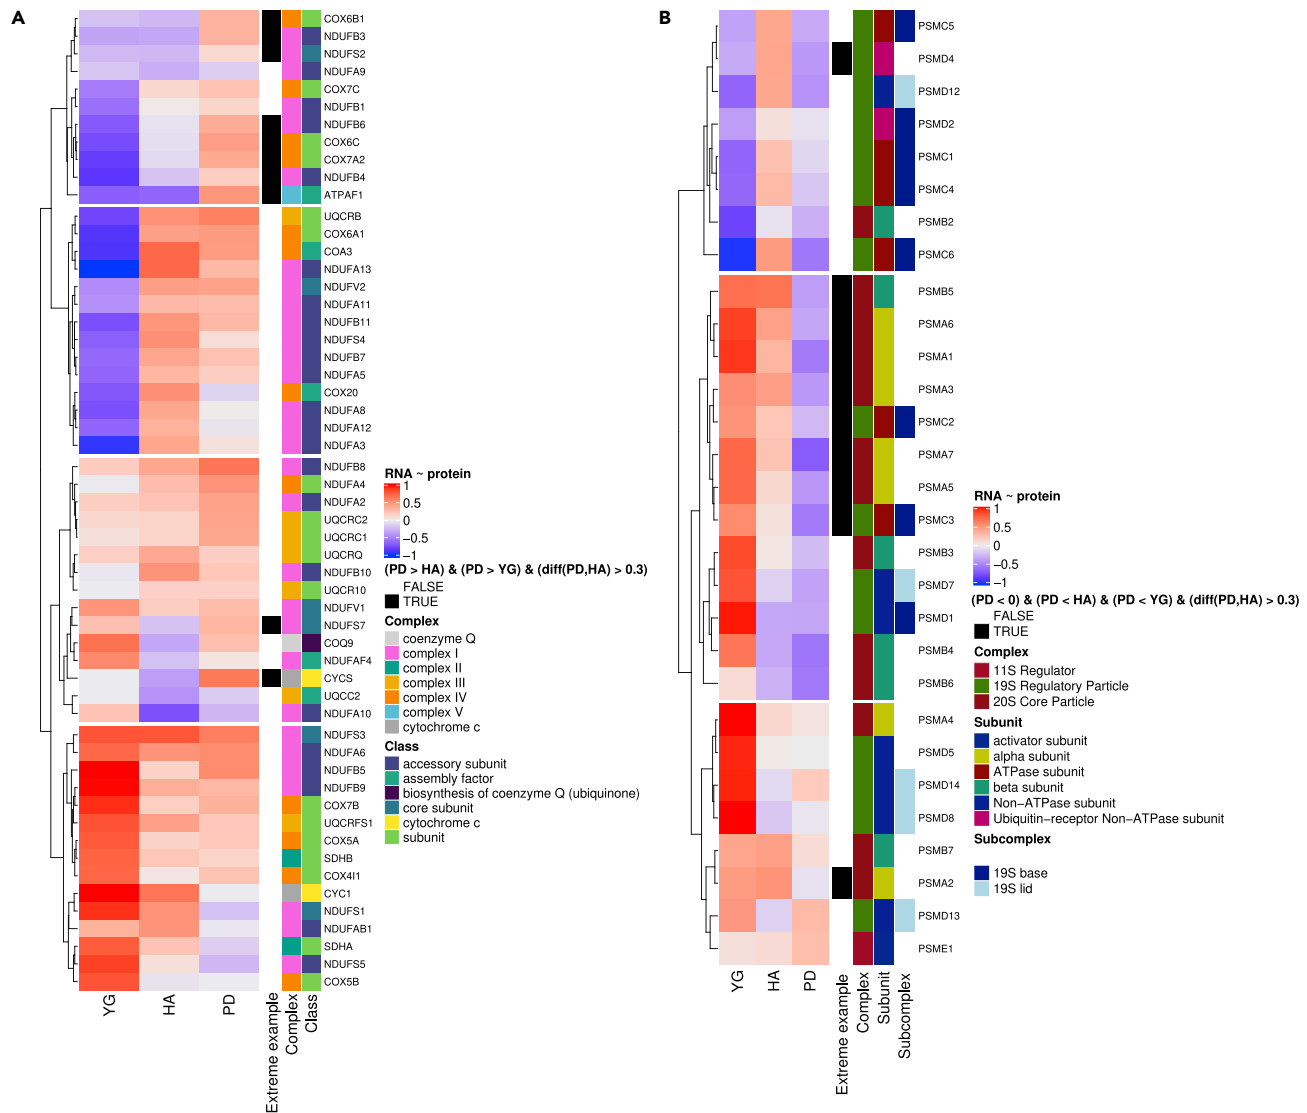 A
COX6B1
NDUFB3
NDUFS2
NDUFA9
COX7C
NDUFB1
NDUFB6
COX6C
COX7A2
NDUFB4
ATPAF1
UQCRB
COX6A1
COA3
NDUFA13
NDUFV2
NDUFA11
NDUFB11
NDUFS4
NDUFB7
NDUFA5
COX20
NDUFA8
NDUFA12
NDUFA3
NDUFB8
NDUFA4
NDUFA2
UQCRC2
UQCRC1
UQCRQ
NDUFB10
UQCR10
NDUFV1
NDUFS7
COQ9
NDUFAF4
CYCS
UQCC2
NDUFA10
NDUFS3
NDUFA6
NDUFB5
NDUFB9
COX7B
UQCRFS1
COX5A
SDHB
COX4I1
CYC1
NDUFS1
NDUFAB1
SDHA
NDUFS5
COX5B
YG
HA
PD
Extreme example
Complex
Class
RNA ~ protein
1
0.5
0
−0.5
−1
(PD > HA) & (PD > YG) & (diff(PD,HA) > 0.3)
FALSE
TRUE
Complex
coenzyme Q
complex I
complex II
complex III
complex IV
complex V
cytochrome c
Class
accessory subunit
assembly factor
biosynthesis of coenzyme Q (ubiquinone)
core subunit
cytochrome c
subunit
B
PSMC5
PSMD4
PSMD12
PSMD2
PSMC1
PSMC4
PSMB2
PSMC6
PSMB5
PSMA6
PSMA1
PSMA3
PSMC2
PSMA7
PSMA5
PSMC3
PSMB3
PSMD7
PSMD1
PSMB4
PSMB6
PSMA4
PSMD5
PSMD14
PSMD8
PSMB7
PSMA2
PSMD13
PSME1
YG
HA
PD
Extreme example
Complex
Subunit
Subcomplex
RNA ~ protein
1
0.5
0
−0.5
−1
(PD < 0) & (PD < HA) & (PD < YG) & (diff(PD,HA) > 0.3)
FALSE
TRUE
Complex
11S Regulator
19S Regulatory Particle
20S Core Particle
Subunit
activator subunit
alpha subunit
ATPase subunit
beta subunit
Non−ATPase subunit
Ubiquitin−receptor Non−ATPase subunit
Subcomplex
19S base
19S lid